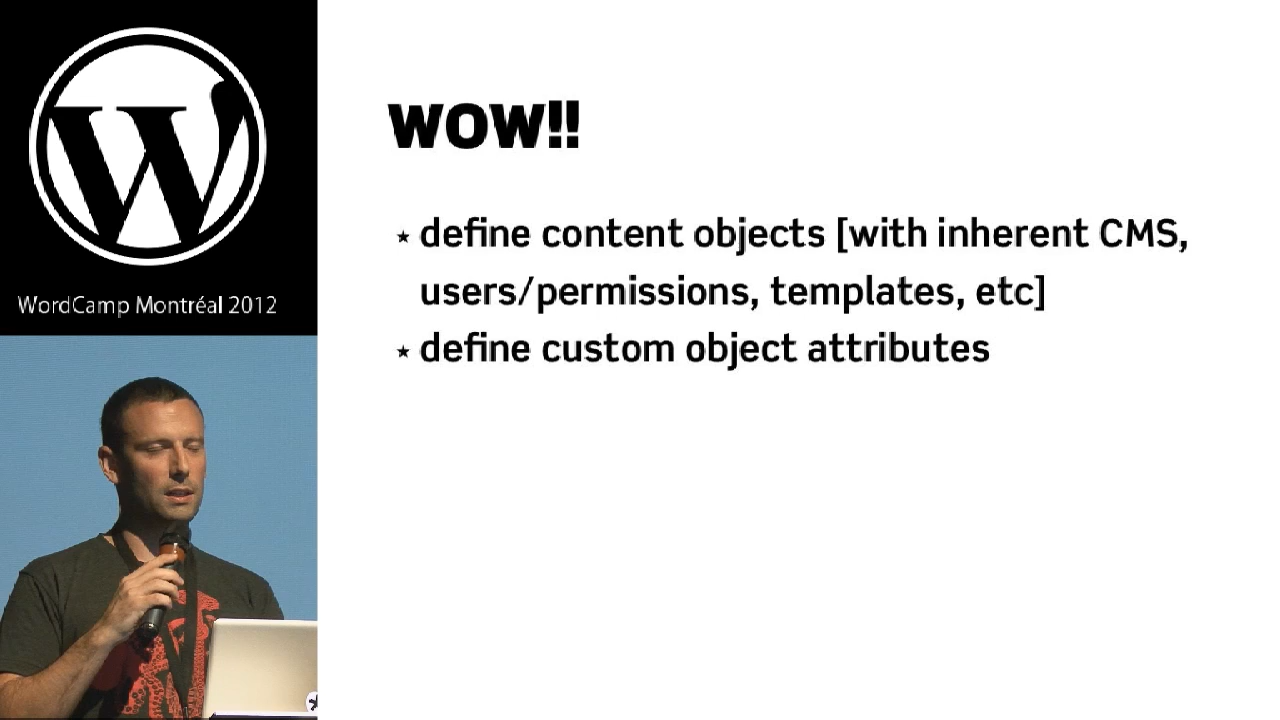 WordCamp Montréal 2012
WOW!!
★ define content objects [with inherent CMS,
users/permissions, templates, etc]
★ define custom object attributes